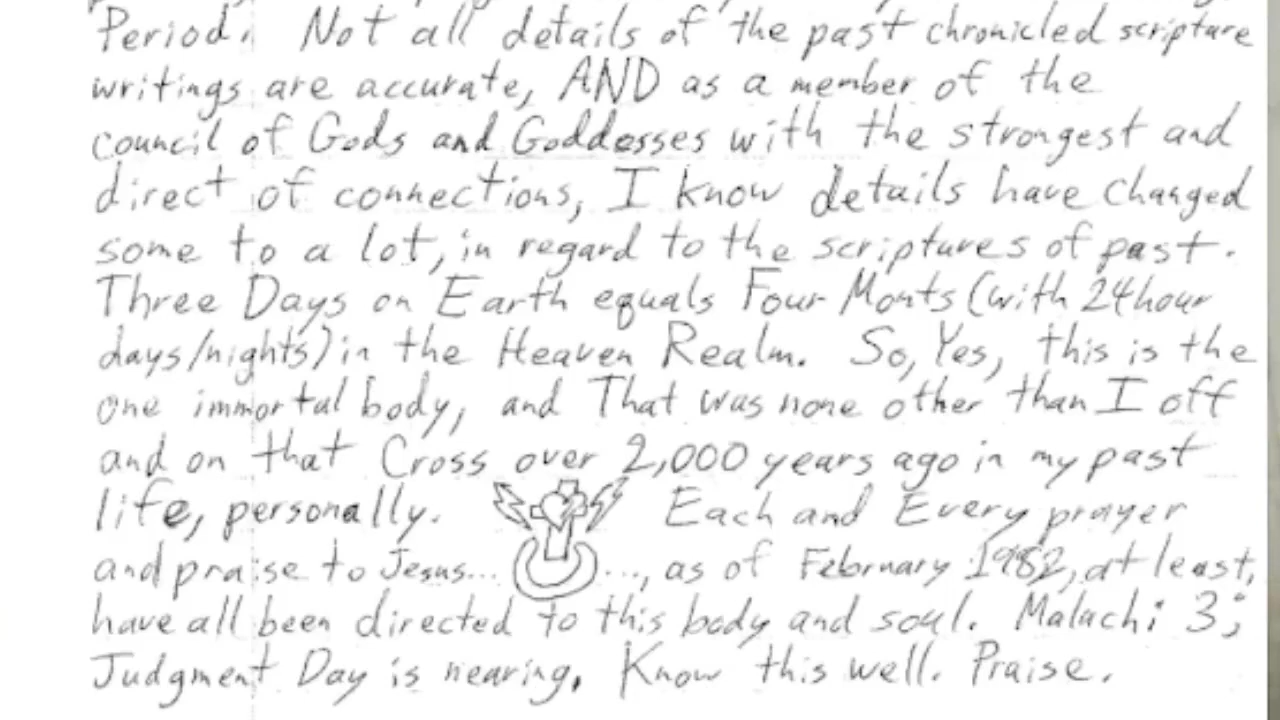 Period. Not all details of the past chronicled scripture
writings are accurate, AND as a member of the
council of Gods and Goddesses with the strongest and
direct of connections, I know details have changed
some to a lot, in regard to the scriptures of past.
Three Days on Earth equals Four Monts (with 24hour
days/nights) in the Heaven Realm. So, Yes, this is the
one immortal body, and That was none other than I off
and on that Cross over 2,000 years ago in my past
life, personally. Each and Every prayer
and praise to Jesus... ..., as of February 1982, at least,
have all been directed to this body and soul. Malachi 3;
Judgment Day is nearing. Know this well. Praise.